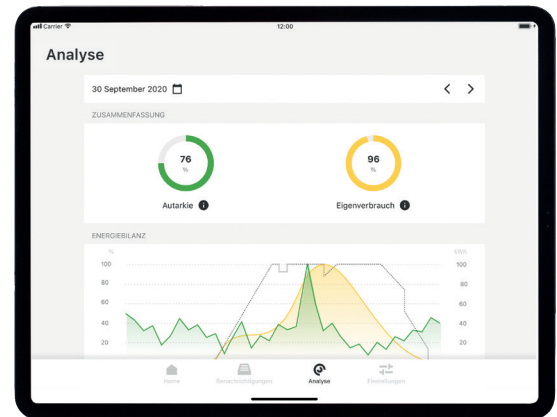 Carrier
12:00
Analyse
30 September 2020
ZUSAMMENFASSUNG
76
%
96
%
Autarkie i
Eigenverbrauch i
ENERGIEBILANZ
% kWh
100 100
80 80
60 60
40 40
20 20
Home Benachrichtigungen Analyse Einstellungen